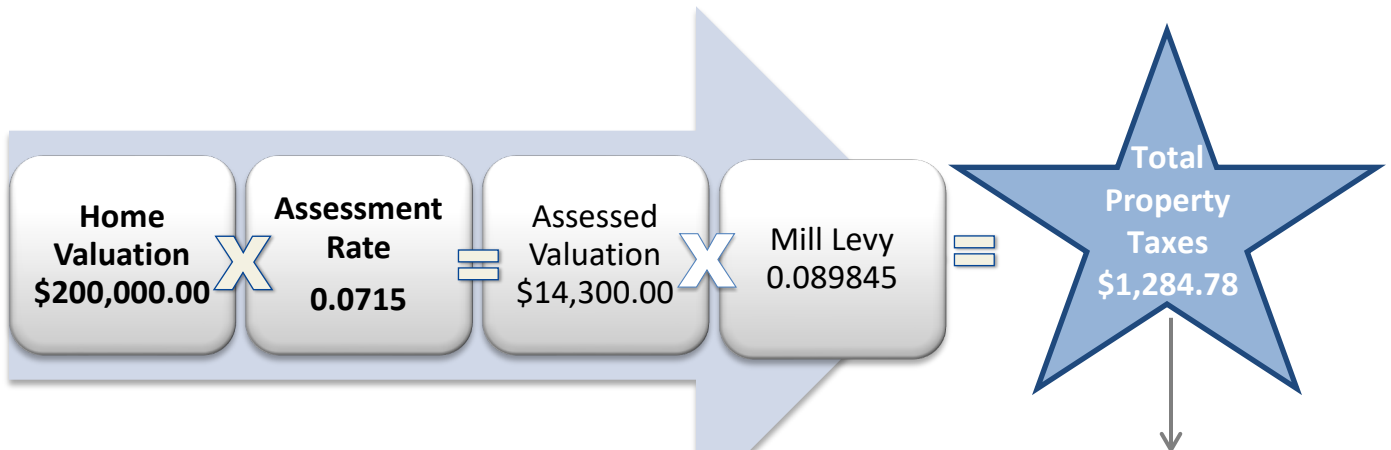 Home
Valuation
$200,000.00
X
Assessment
Rate
0.0715
=
Assessed
Valuation
$14,300.00
X
Mill Levy
0.089845
=
Total
Property
Taxes
$1,284.78